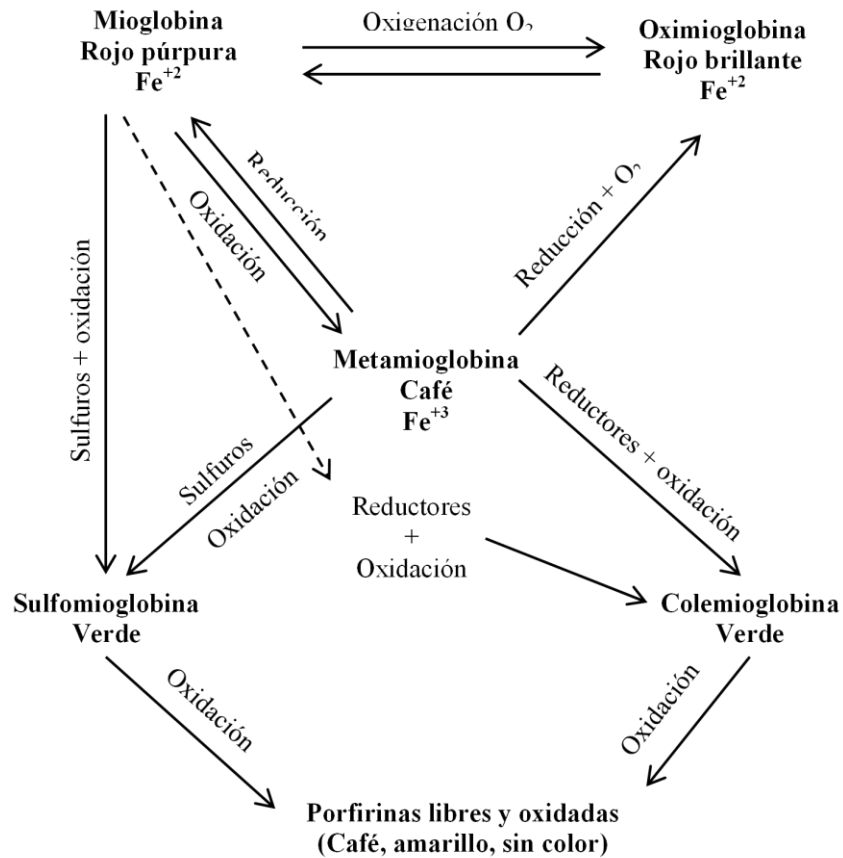 Mioglobina
Rojo púrpura
Fe+2
Oxigenación O2
Oximioglobina
Rojo brillante
Fe+2
Reducción
Oxidación
Reducción + O2
Sulfuros + oxidación
Metamioglobina
Café
Fe+3
Reductores + oxidación
Sulfuros
Oxidación
Reductores
+
Oxidación
Sulfomioglobina
Verde
Colemioglobina
Verde
Oxidación
Oxidación
Porfirinas libres y oxidadas
(Café, amarillo, sin color)